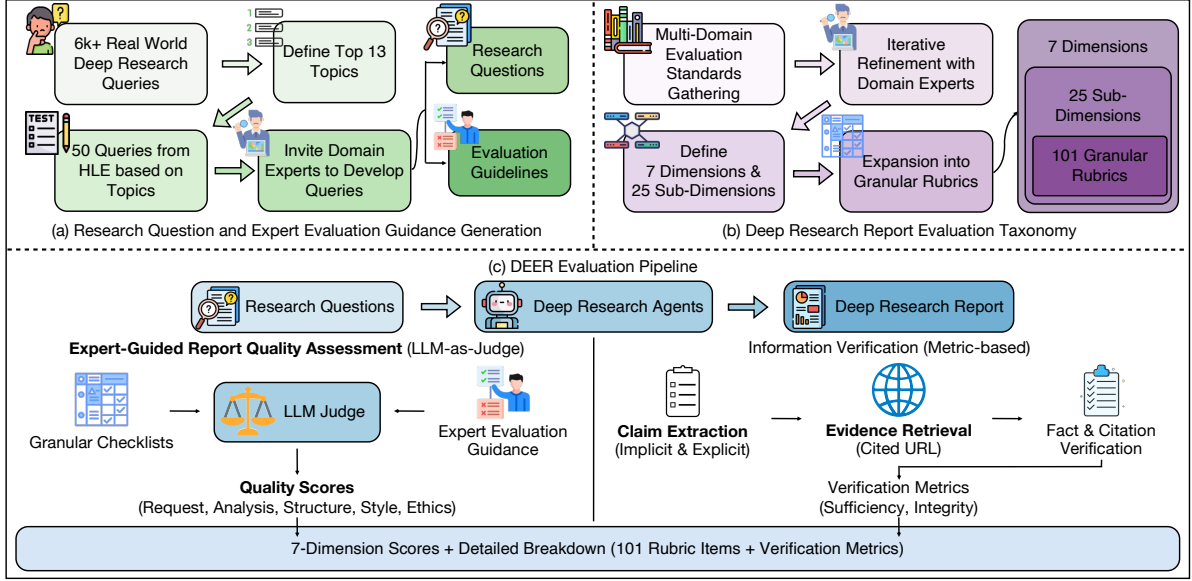 6k+ Real World
Deep Research
Queries
1
2
3
Define Top 13
Topics
Research
Questions
TEST
50 Queries from
HLE based on
Topics
Invite Domain
Experts to Develop
Queries
Evaluation
Guidelines
(a) Research Question and Expert Evaluation Guidance Generation
Multi-Domain
Evaluation
Standards
Gathering
Iterative
Refinement with
Domain Experts
Define
7 Dimensions &
25 Sub-Dimensions
Expansion into
Granular Rubrics
7 Dimensions
25 Sub-
Dimensions
101 Granular
Rubrics
(b) Deep Research Report Evaluation Taxonomy
(c) DEER Evaluation Pipeline
Research Questions
Deep Research Agents
Deep Research Report
Expert-Guided Report Quality Assessment (LLM-as-Judge)
Granular Checklists
LLM Judge
Expert Evaluation
Guidance
Quality Scores
(Request, Analysis, Structure, Style, Ethics)
Information Verification (Metric-based)
Claim Extraction
(Implicit & Explicit)
Evidence Retrieval
(Cited URL)
Fact & Citation
Verification
Verification Metrics
(Sufficiency, Integrity)
7-Dimension Scores + Detailed Breakdown (101 Rubric Items + Verification Metrics)